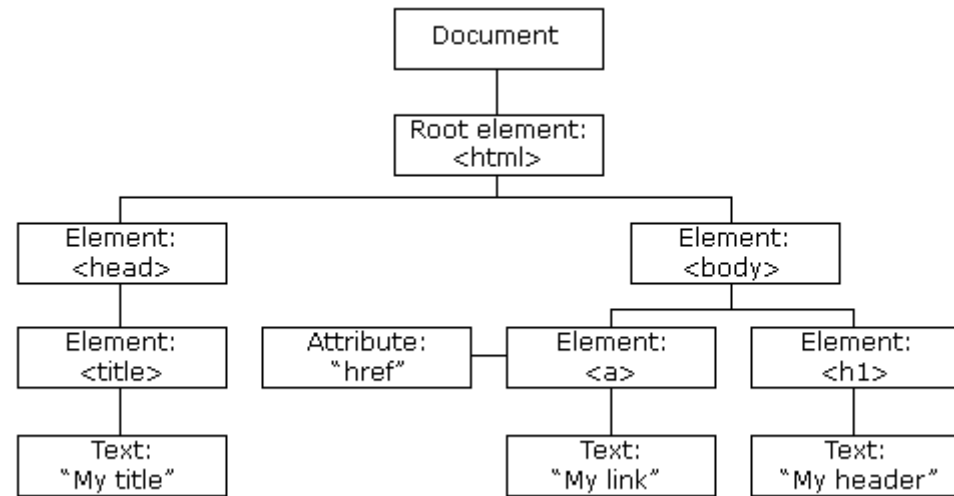 Document
Root element:
<html>
Element:
<head>
Element:
<body>
Element:
<title>
Attribute:
“href”
Element:
<a>
Element:
<h1>
Text:
“My title”
Text:
“My link”
Text:
“My header”